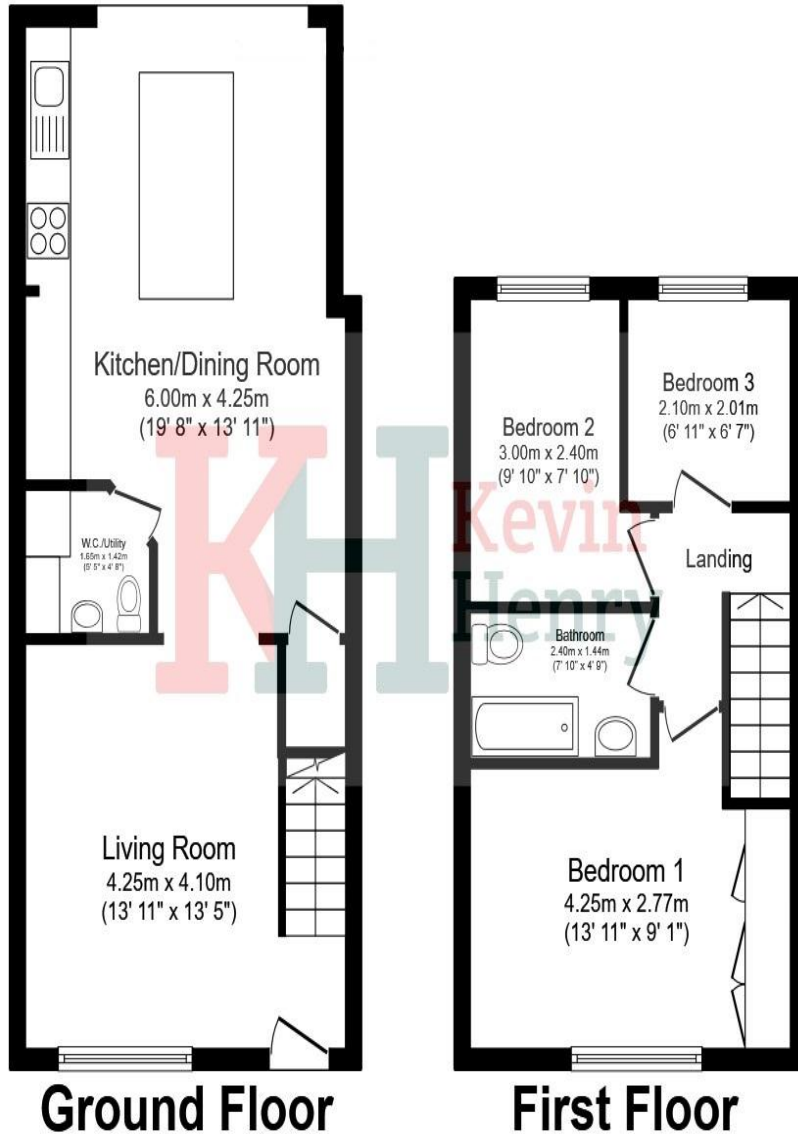 Kitchen/Dining Room
6.00m x 4.25m
(19' 8" x 13' 11")
W.C./Utility
1.65m x 1.42m
(5' 5" x 4' 8")
Living Room
4.25m x 4.10m
(13' 11" x 13' 5")
Ground Floor
Bedroom 2
3.00m x 2.40m
(9' 10" x 7' 10")
Bedroom 3
2.10m x 2.01m
(6' 11" x 6' 7")
Landing
Bathroom
2.40m x 1.44m
(7' 10" x 4' 9")
Bedroom 1
4.25m x 2.77m
(13' 11" x 9' 1")
First Floor
KH
Kevin
Henry